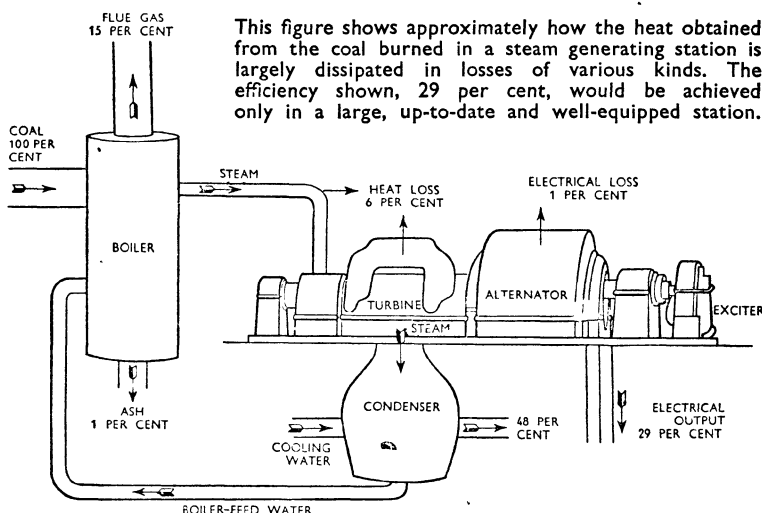 FLUE GAS
15 PER CENT
This figure shows approximately how the heat obtained
from the coal burned in a steam generating station is
largely dissipated in losses of various kinds. The
efficiency shown, 29 per cent, would be achieved
only in a large, up-to-date and well-equipped station.
COAL
100 PER
CENT
STEAM
HEAT LOSS
6 PER CENT
ELECTRICAL LOSS
1 PER CENT
BOILER
TURBINE
ALTERNATOR
EXCITER
STEAM
ASH
1 PER CENT
CONDENSER
COOLING
WATER
48 PER
CENT
ELECTRICAL
OUTPUT
29 PER CENT
BOILER-FEED WATER